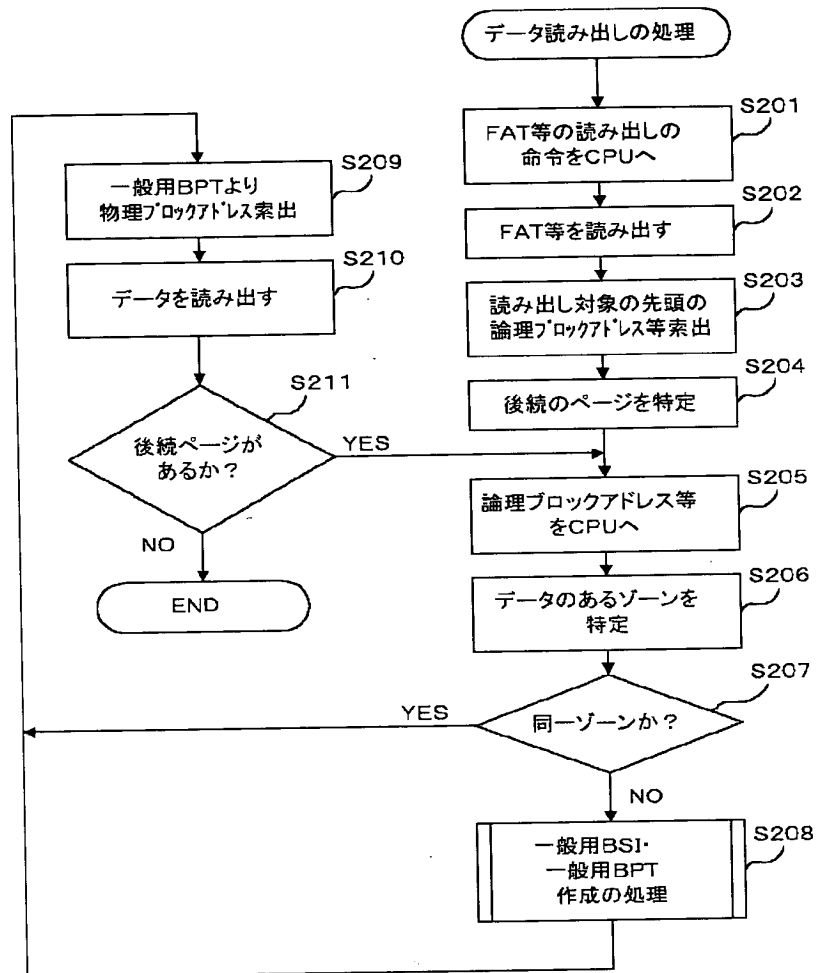 データ読み出しの処理
S201
FAT等の読み出しの
命令をCPUへ
S202
FAT等を読み出す
S203
読み出し対象の先頭の
論理ブロックアドレス等索出
S204
後続のページを特定
S205
論理ブロックアドレス等
をCPUへ
S206
データのあるゾーンを
特定
S207
同一ゾーンか?
YES
NO
S208
一般用BSI・
一般用BPT
作成の処理
S209
一般用BPTより
物理ブロックアドレス索出
S210
データを読み出す
S211
後続ページが
あるか?
YES
NO
END